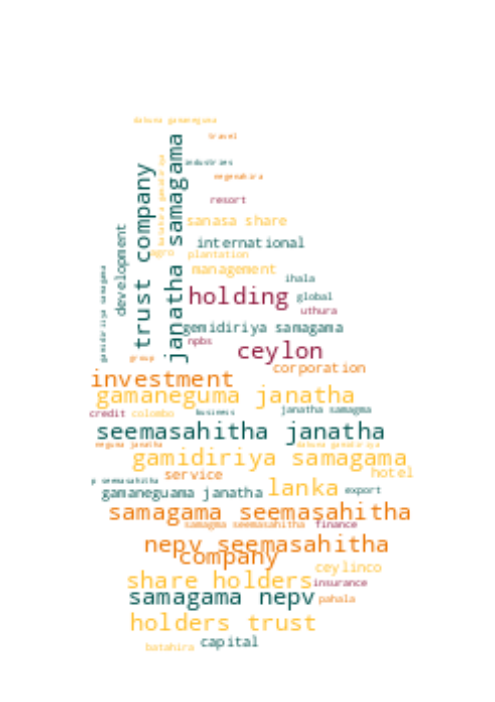 dakuna gamaneguma
travel
industries
negenahira
resort
sanasa share
international
agro
plantation
management
ihala
holding
global
uthura
gemidiriya samagama
npbs
ceylon
group
corporation
development
trust company
janatha samagama
investment
gamaneguma janatha
credit
colombo
business
janatha samagma
seemasahitha janatha
neguma janatha
gamidiriya samagama
service
hotel
p seemasahitha
gamaneguama janatha
lanka
export
samagama seemasahitha
samagma seemasahitha
finance
nepv seemasahitha
company
ceylinco
share holders
insurance
samagama nepv
pahala
holders trust
capital
batahira